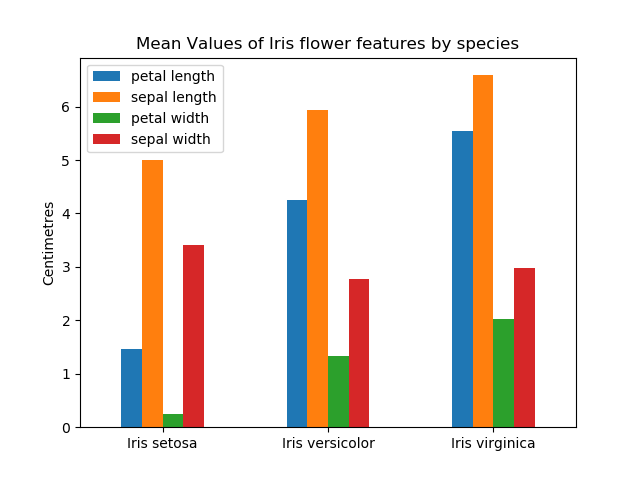 Mean Values of Iris flower features by species
petal length
sepal length
petal width
sepal width
Centimetres
6
5
4
3
2
1
0
Iris setosa
Iris versicolor
Iris virginica